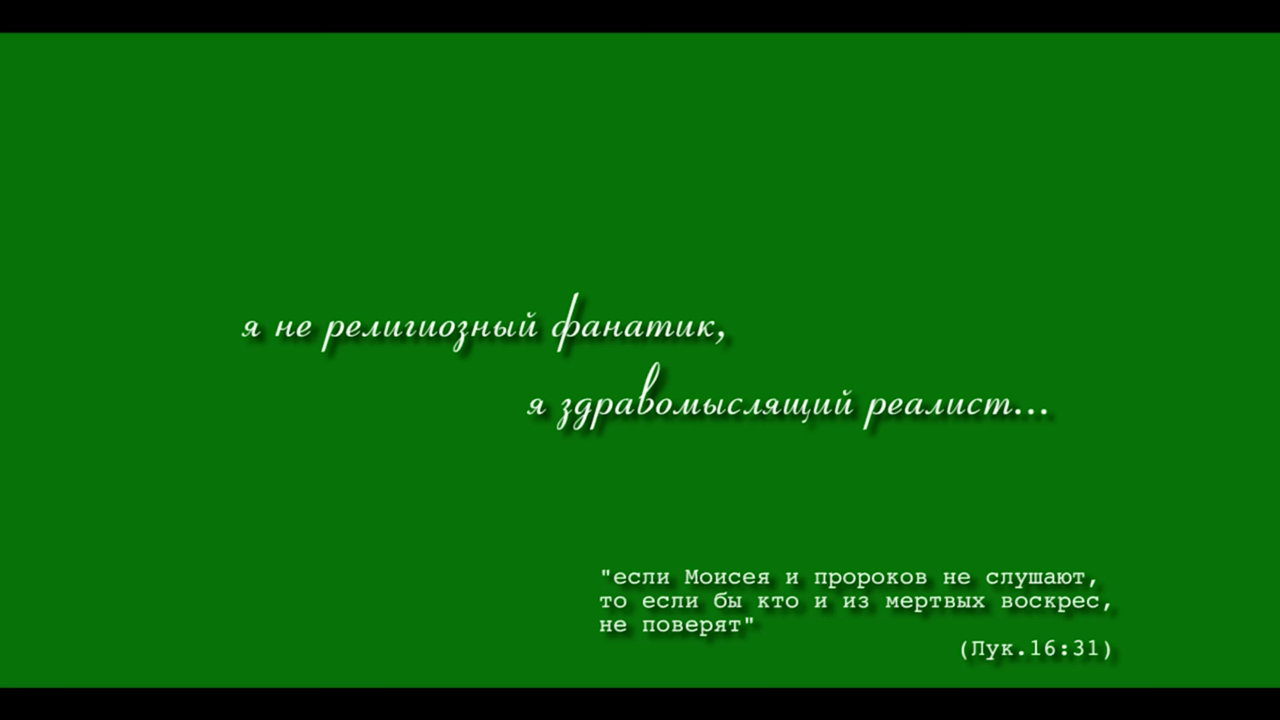 я не религиозный фанатик,
я здравомыслящий реалист...
"если Моисея и пророков не слушают,
то если бы кто и из мертвых воскрес,
не поверят"
(Лук.16:31)